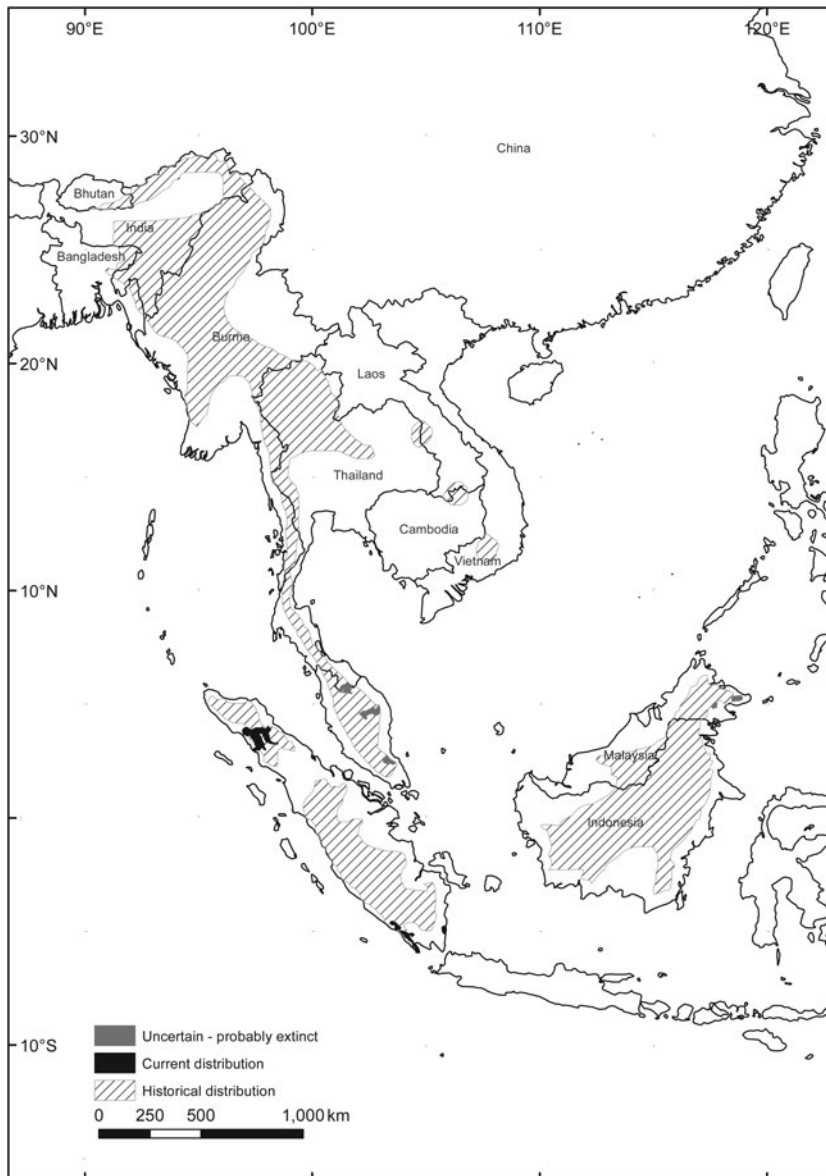 90°E 100°E 110°E 120°E
30°N
China
Bhutan
India
Bangladesh
Burma
20°N
Laos
Thailand
Cambodia
Vietnam
10°N
Malaysia
Indonesia
Uncertain - probably extinct
Current distribution
10°S
Historical distribution
0 250 500 1,000 km